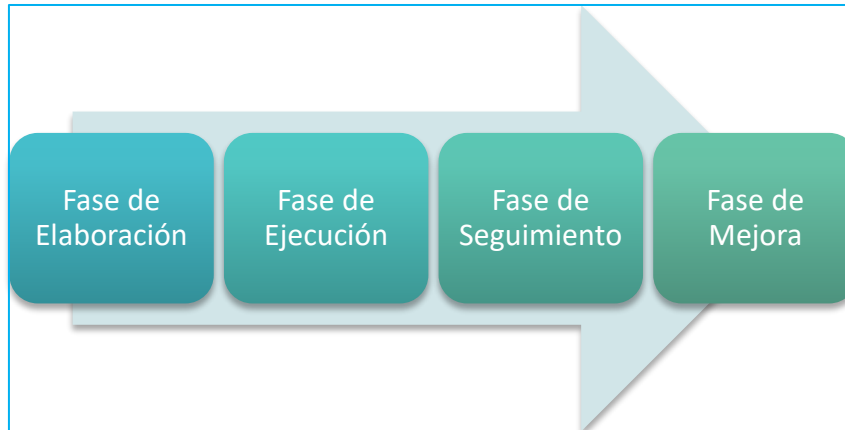 Fase de
Elaboración
Fase de
Ejecución
Fase de
Seguimiento
Fase de
Mejora